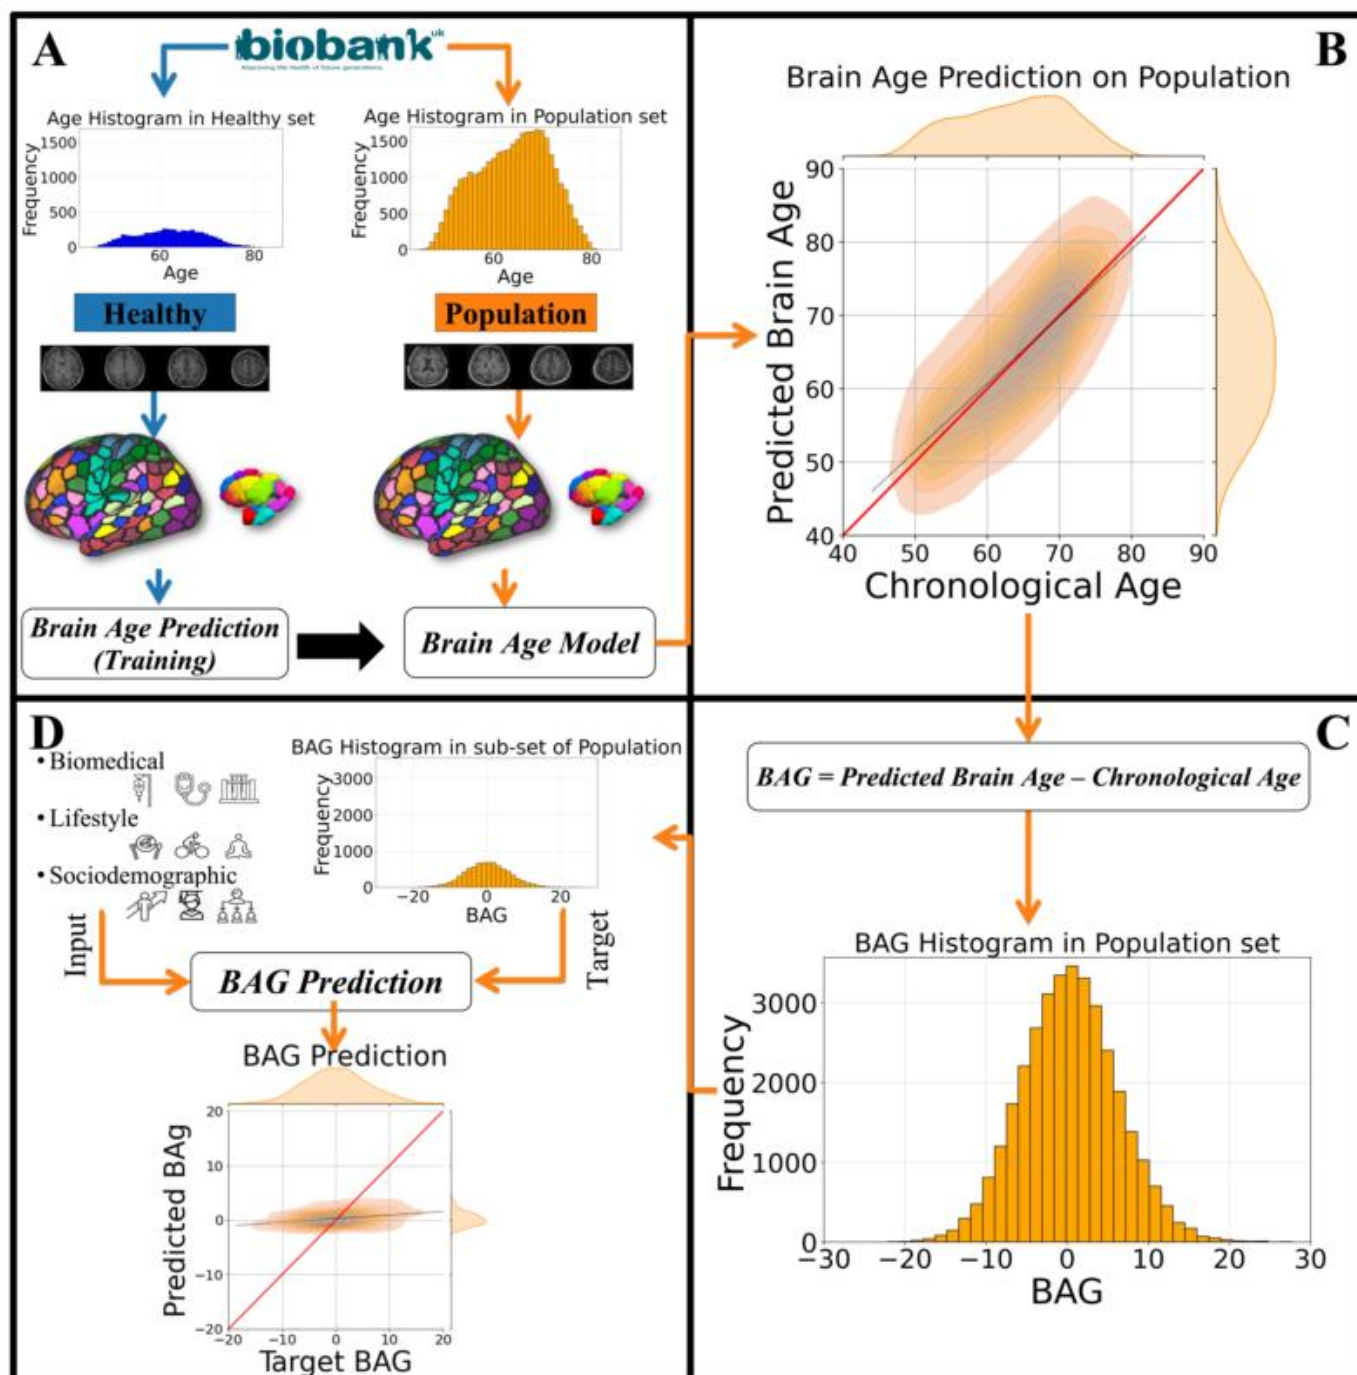 A
biobank uk
Improving the health of future generations
Age Histogram in Healthy set
Frequency
1500
1000
500
0
60
80
Age
Age Histogram in Population set
Frequency
1500
1000
500
0
60
80
Age
Healthy
Population
Brain Age Prediction
(Training)
Brain Age Model
B
Brain Age Prediction on Population
Predicted Brain Age
90
80
70
60
50
40
40
50
60
70
80
90
Chronological Age
C
BAG = Predicted Brain Age – Chronological Age
BAG Histogram in Population set
Frequency
3000
2000
1000
0
−30
−20
−10
0
10
20
30
BAG
D
• Biomedical
• Lifestyle
• Sociodemographic
BAG Histogram in sub-set of Population
Frequency
3000
2000
1000
0
−20
0
20
BAG
Input
Target
BAG Prediction
BAG Prediction
Predicted BAg
20
10
0
−10
−20
−20
−10
0
10
20
Target BAG